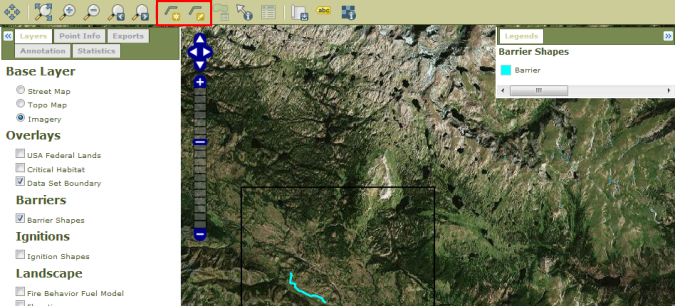 abc
Layers
Point Info
Exports
Annotation
Statistics
Base Layer
Street Map
Topo Map
Imagery
Overlays
USA Federal Lands
Critical Habitat
Data Set Boundary
Barriers
Barrier Shapes
Ignitions
Ignition Shapes
Landscape
Fire Behavior Fuel Model
Legends
Barrier Shapes
Barrier